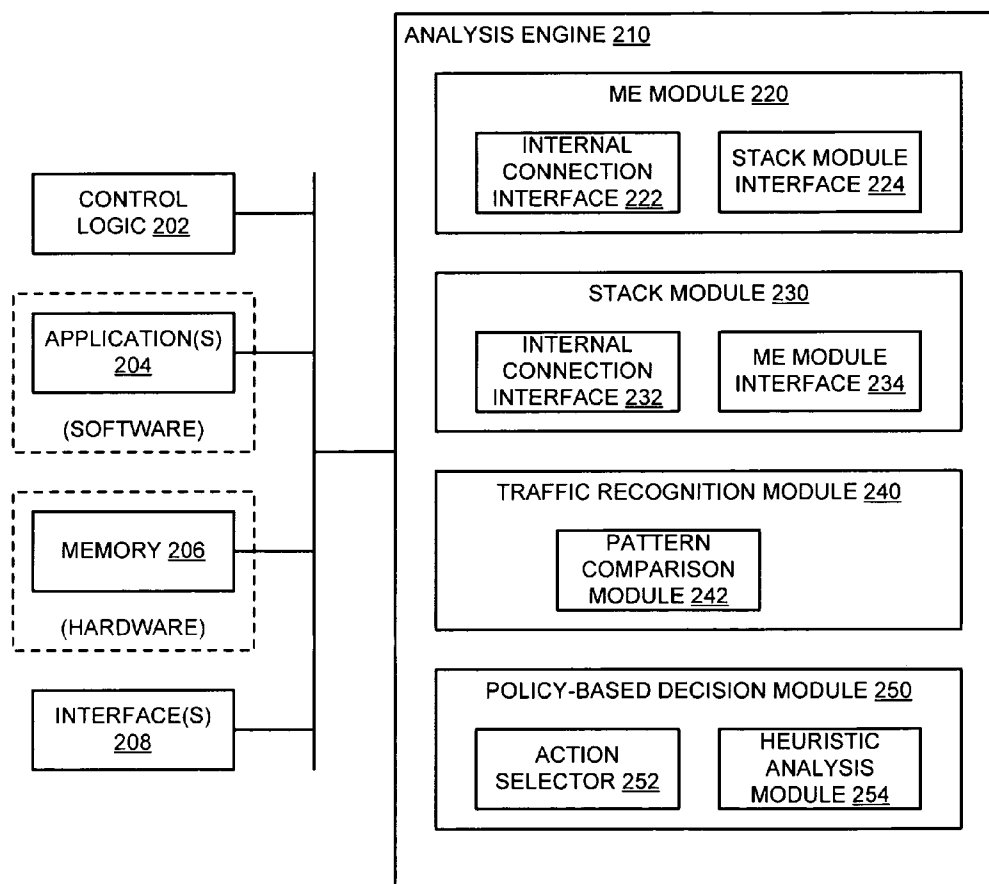 ANALYSIS ENGINE 210
ME MODULE 220
INTERNAL
CONNECTION
INTERFACE 222
STACK MODULE
INTERFACE 224
CONTROL
LOGIC 202
STACK MODULE 230
APPLICATION(S)
204
(SOFTWARE)
INTERNAL
CONNECTION
INTERFACE 232
ME MODULE
INTERFACE 234
TRAFFIC RECOGNITION MODULE 240
MEMORY 206
(HARDWARE)
PATTERN
COMPARISON
MODULE 242
POLICY-BASED DECISION MODULE 250
INTERFACE(S)
208
ACTION
SELECTOR 252
HEURISTIC
ANALYSIS
MODULE 254